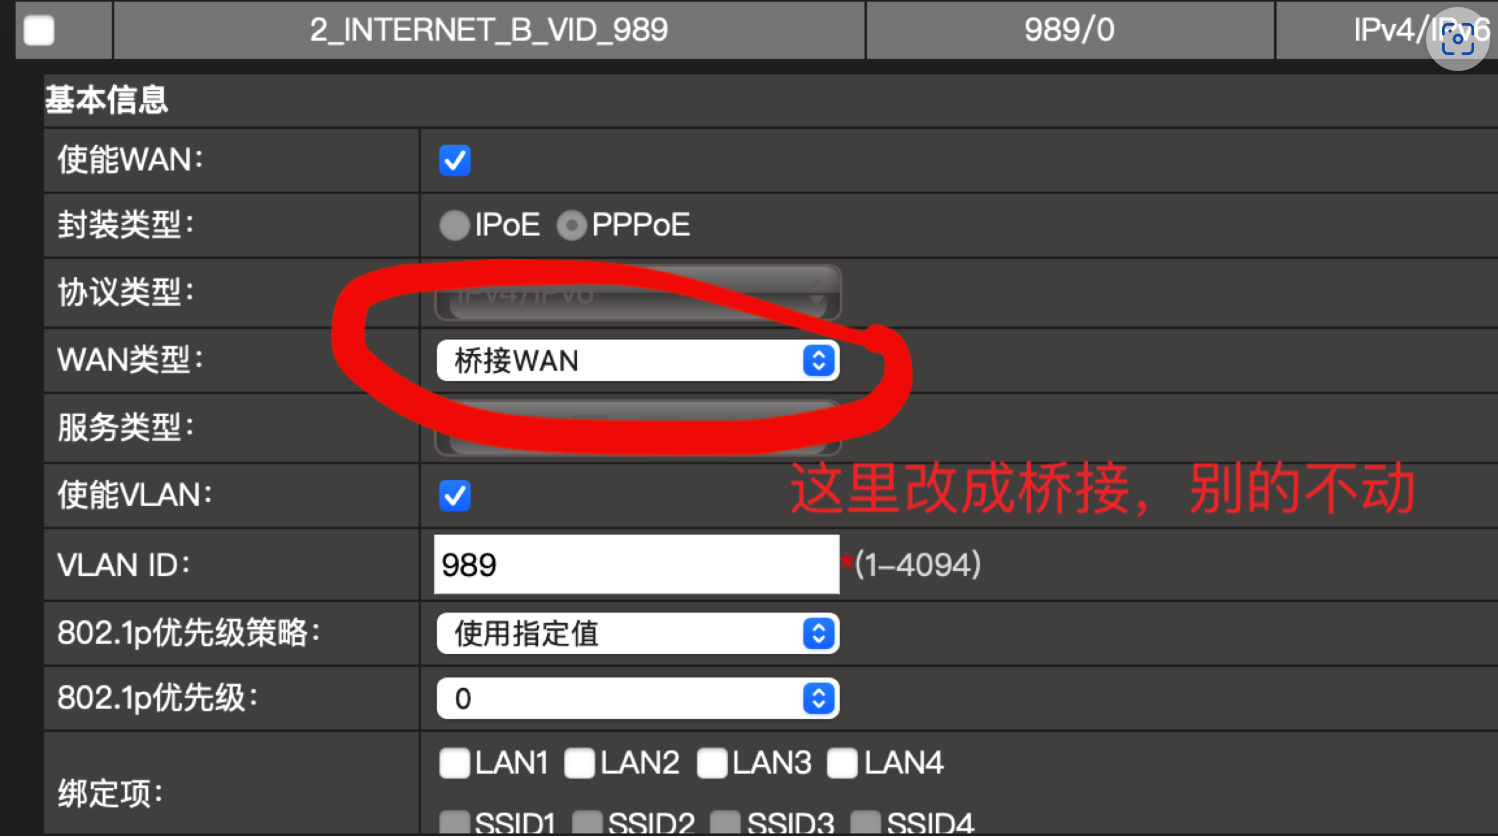 2_INTERNET_B_VID_989 989/0 IPv4/IPv6
基本信息
使能WAN：
封装类型： IPoE PPPoE
协议类型： IPv4/IPv6
WAN类型： 桥接WAN
服务类型：
使能VLAN：
这里改成桥接，别的不动
VLAN ID： 989 *(1-4094)
802.1p优先级策略： 使用指定值
802.1p优先级： 0
绑定项： LAN1 LAN2 LAN3 LAN4
SSID1 SSID2 SSID3 SSID4